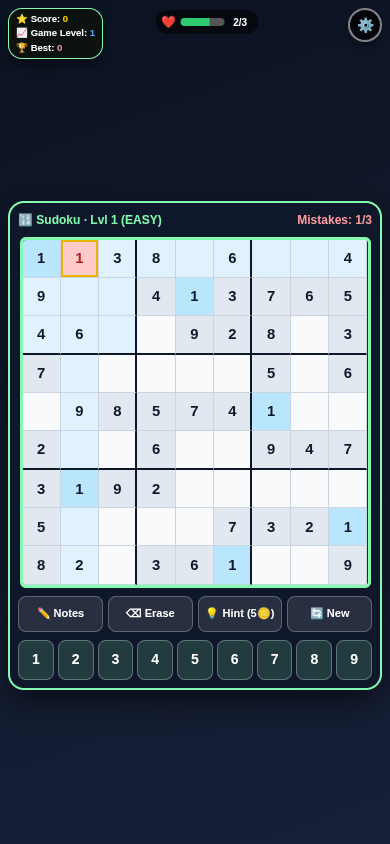 ⭐ Score: 0
📈 Game Level: 1
🏆 Best: 0
❤️ 2/3
⚙️
🔢 Sudoku · Lvl 1 (EASY) Mistakes: 1/3
1 1 3 8 6 4
9 4 1 3 7 6 5
4 6 9 2 8 3
7 5 6
9 8 5 7 4 1
2 6 9 4 7
3 1 9 2
5 7 3 2 1
8 2 3 6 1 9
✏️ Notes ⌫ Erase 💡 Hint (5🪙) 🔄 New
1 2 3 4 5 6 7 8 9